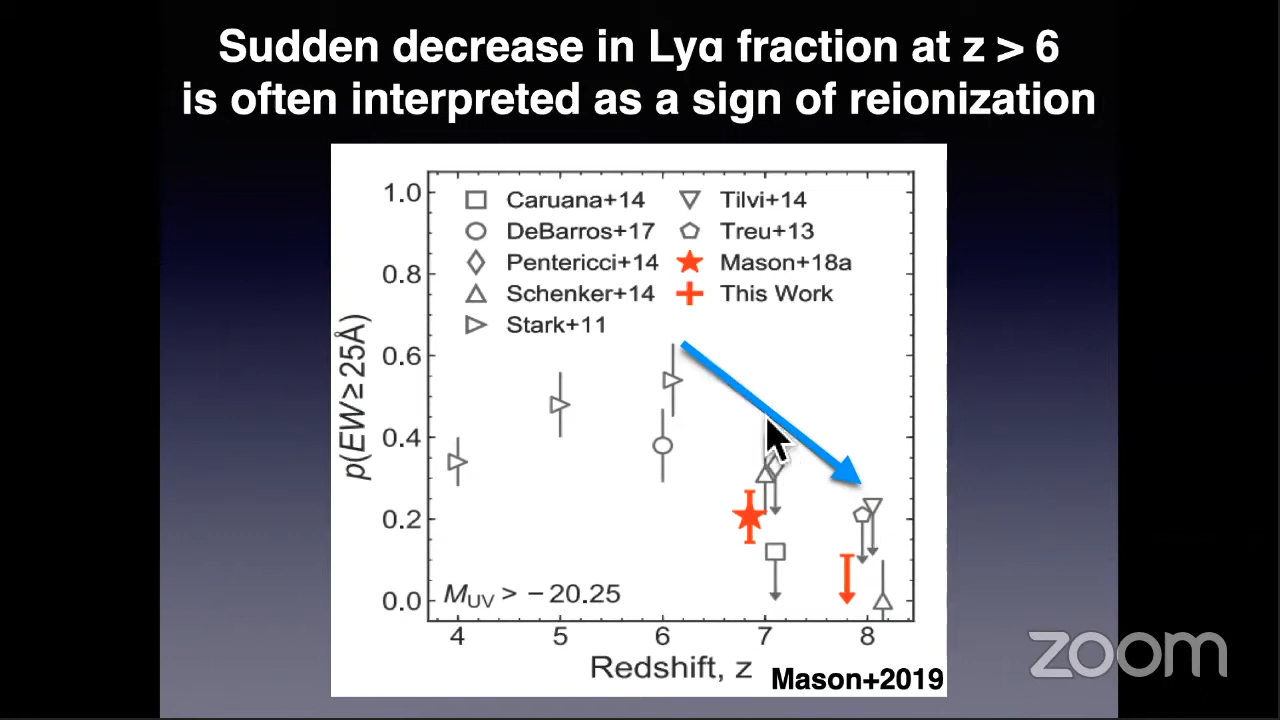 Sudden decrease in Lyα fraction at z > 6
is often interpreted as a sign of reionization
1.0
0.8
0.6
0.4
0.2
0.0
p(EW≥25Å)
Caruana+14
DeBarros+17
Pentericci+14
Schenker+14
Stark+11
Tilvi+14
Treu+13
Mason+18a
This Work
M_UV > −20.25
4 5 6 7 8
Redshift, z
Mason+2019
zoom